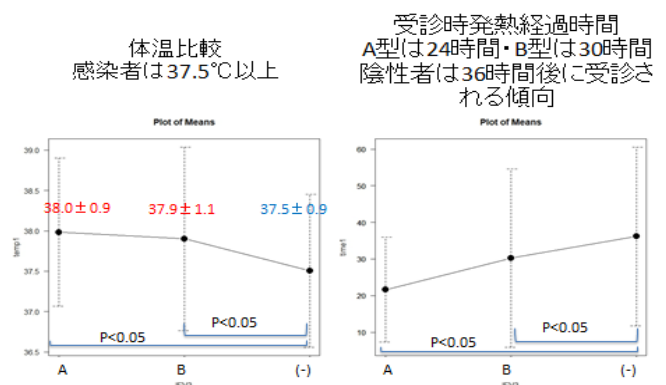 体温比較
感染者は37.5℃以上
Plot of Means
temp1
39.0
38.5
38.0
37.5
37.0
36.5
38.0±0.9
37.9±1.1
37.5±0.9
P<0.05
P<0.05
A
B
(-)
受診時発熱経過時間
A型は24時間・B型は30時間
陰性者は36時間後に受診さ
れる傾向
Plot of Means
time1
60
50
40
30
20
10
P<0.05
P<0.05
A
B
(-)